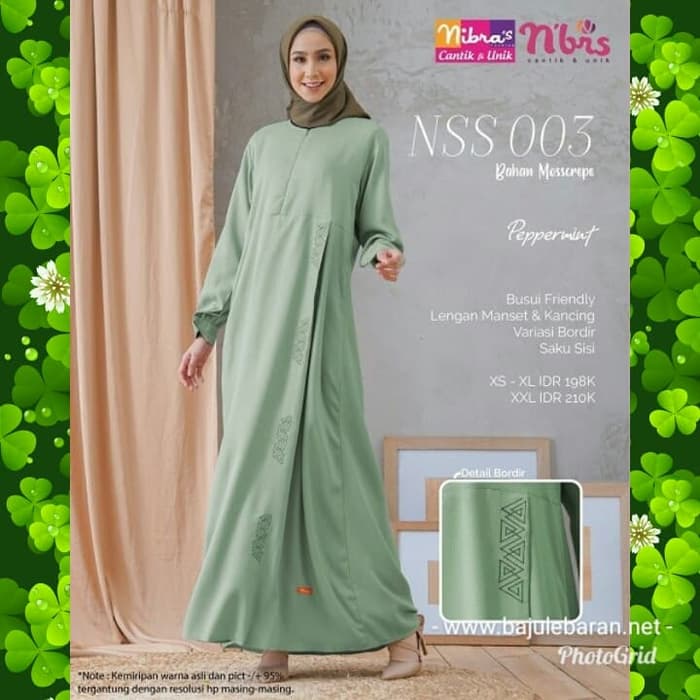 nibra's
FASHION
Cantik & Unik
n'brs
cantik & unik
NSS 003
Bahan Mosscrepe
Peppermint
Busui Friendly
Lengan Manset & Kancing
Variasi Bordir
Saku Sisi
XS - XL IDR 198K
XXL IDR 210K
Detail Bordir
- www.bajulebaran.net -
PhotoGrid
*Note : Kemiripan warna asli dan pict -/+ 95%
tergantung dengan resolusi hp masing-masing.